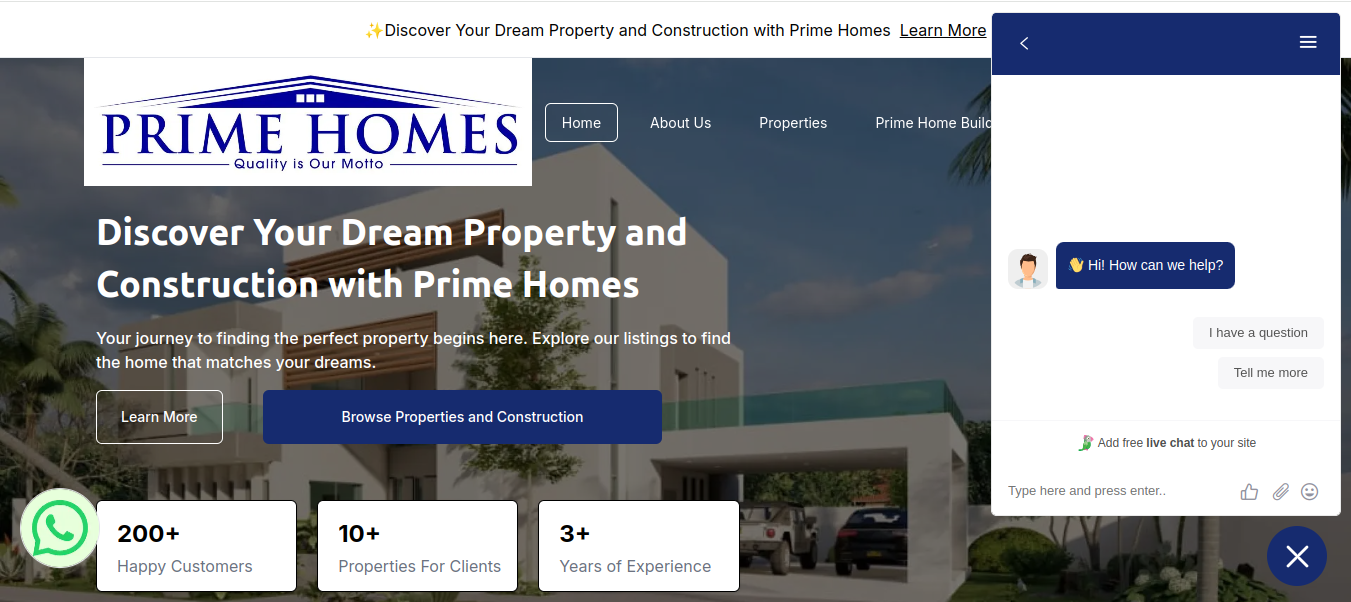 ✨Discover Your Dream Property and Construction with Prime Homes Learn More
PRIME HOMES
Quality is Our Motto
Home About Us Properties Prime Home Build
Discover Your Dream Property and
Construction with Prime Homes
Your journey to finding the perfect property begins here. Explore our listings to find
the home that matches your dreams.
Learn More Browse Properties and Construction
200+
Happy Customers
10+
Properties For Clients
3+
Years of Experience
👋 Hi! How can we help?
I have a question
Tell me more
Add free live chat to your site
Type here and press enter..